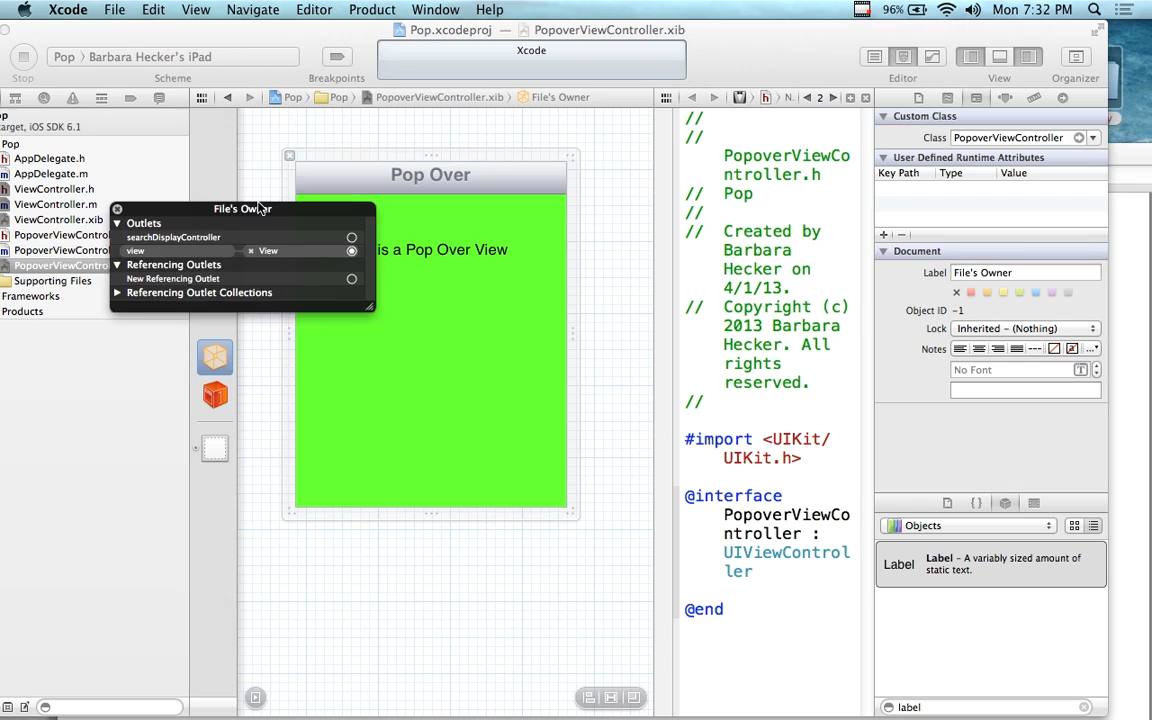 Xcode File Edit View Navigate Editor Product Window Help 96% Mon 7:32 PM
Pop.xcodeproj — PopoverViewController.xib
Pop 〉 Barbara Hecker's iPad
Xcode
Stop Scheme Breakpoints Editor View Organizer
Pop 〉 Pop 〉 PopoverViewController.xib 〉 File's Owner
N. 2
op
target, iOS SDK 6.1
Pop
AppDelegate.h
AppDelegate.m
ViewController.h
ViewController.m
ViewController.xib
PopoverViewControl
PopoverViewControl
PopoverViewControl
Supporting Files
Frameworks
Products
File's Owner
Outlets
searchDisplayController
view View
Referencing Outlets
New Referencing Outlet
Referencing Outlet Collections
Pop Over
is a Pop Over View
//
//
PopoverViewCo
ntroller.h
// Pop
//
// Created by
Barbara
Hecker on
4/1/13.
// Copyright (c)
2013 Barbara
Hecker. All
rights
reserved.
//
#import <UIKit/
UIKit.h>
@interface
PopoverViewCo
ntroller :
UIViewControl
ler
@end
Custom Class
Class PopoverViewController
User Defined Runtime Attributes
Key Path Type Value
Document
Label File's Owner
Object ID -1
Lock Inherited - (Nothing)
Notes
No Font
Objects
Label Label - A variably sized amount of
static text.
label